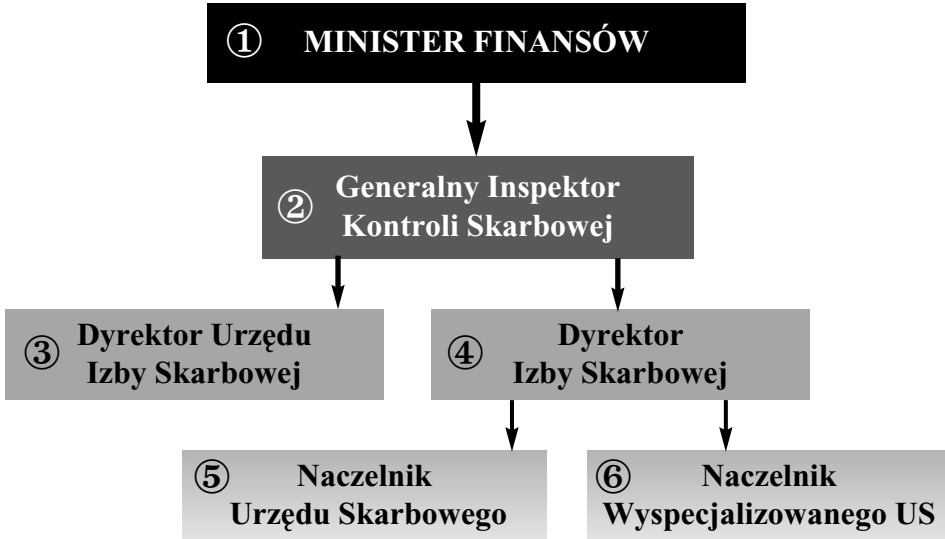 ① MINISTER FINANSÓW
② Generalny Inspektor
Kontroli Skarbowej
③ Dyrektor Urzędu
Izby Skarbowej
④ Dyrektor
Izby Skarbowej
⑤ Naczelnik
Urzędu Skarbowego
⑥ Naczelnik
Wyspecjalizowanego US